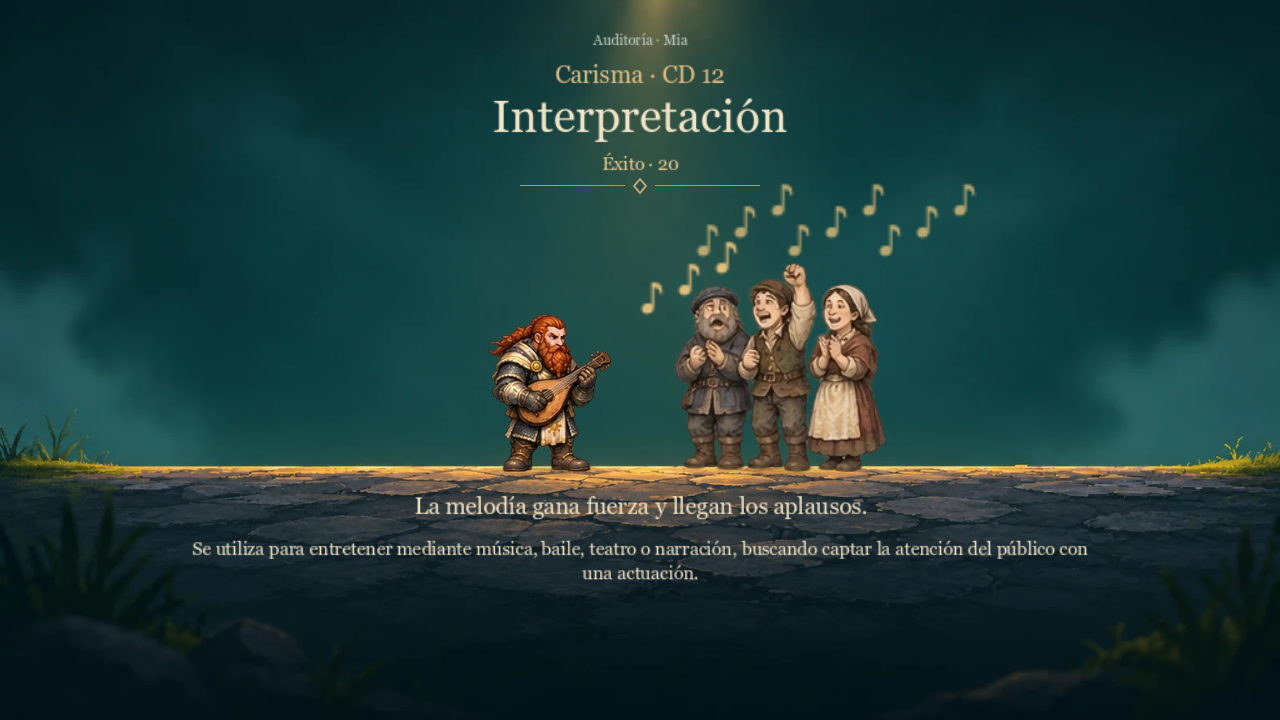 Auditoría · Mia
Carisma · CD 12
Interpretación
Éxito · 20
La melodía gana fuerza y llegan los aplausos.
Se utiliza para entretener mediante música, baile, teatro o narración, buscando captar la atención del público con
una actuación.